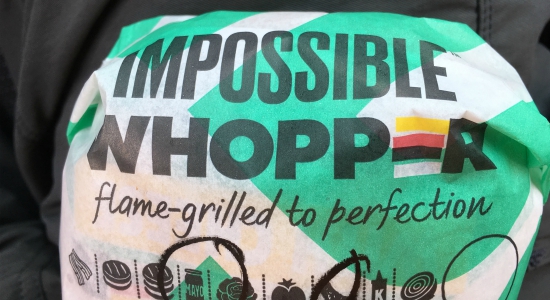 IMPOSSIBLE
WHOPPER
flame-grilled to perfection
MAYO K